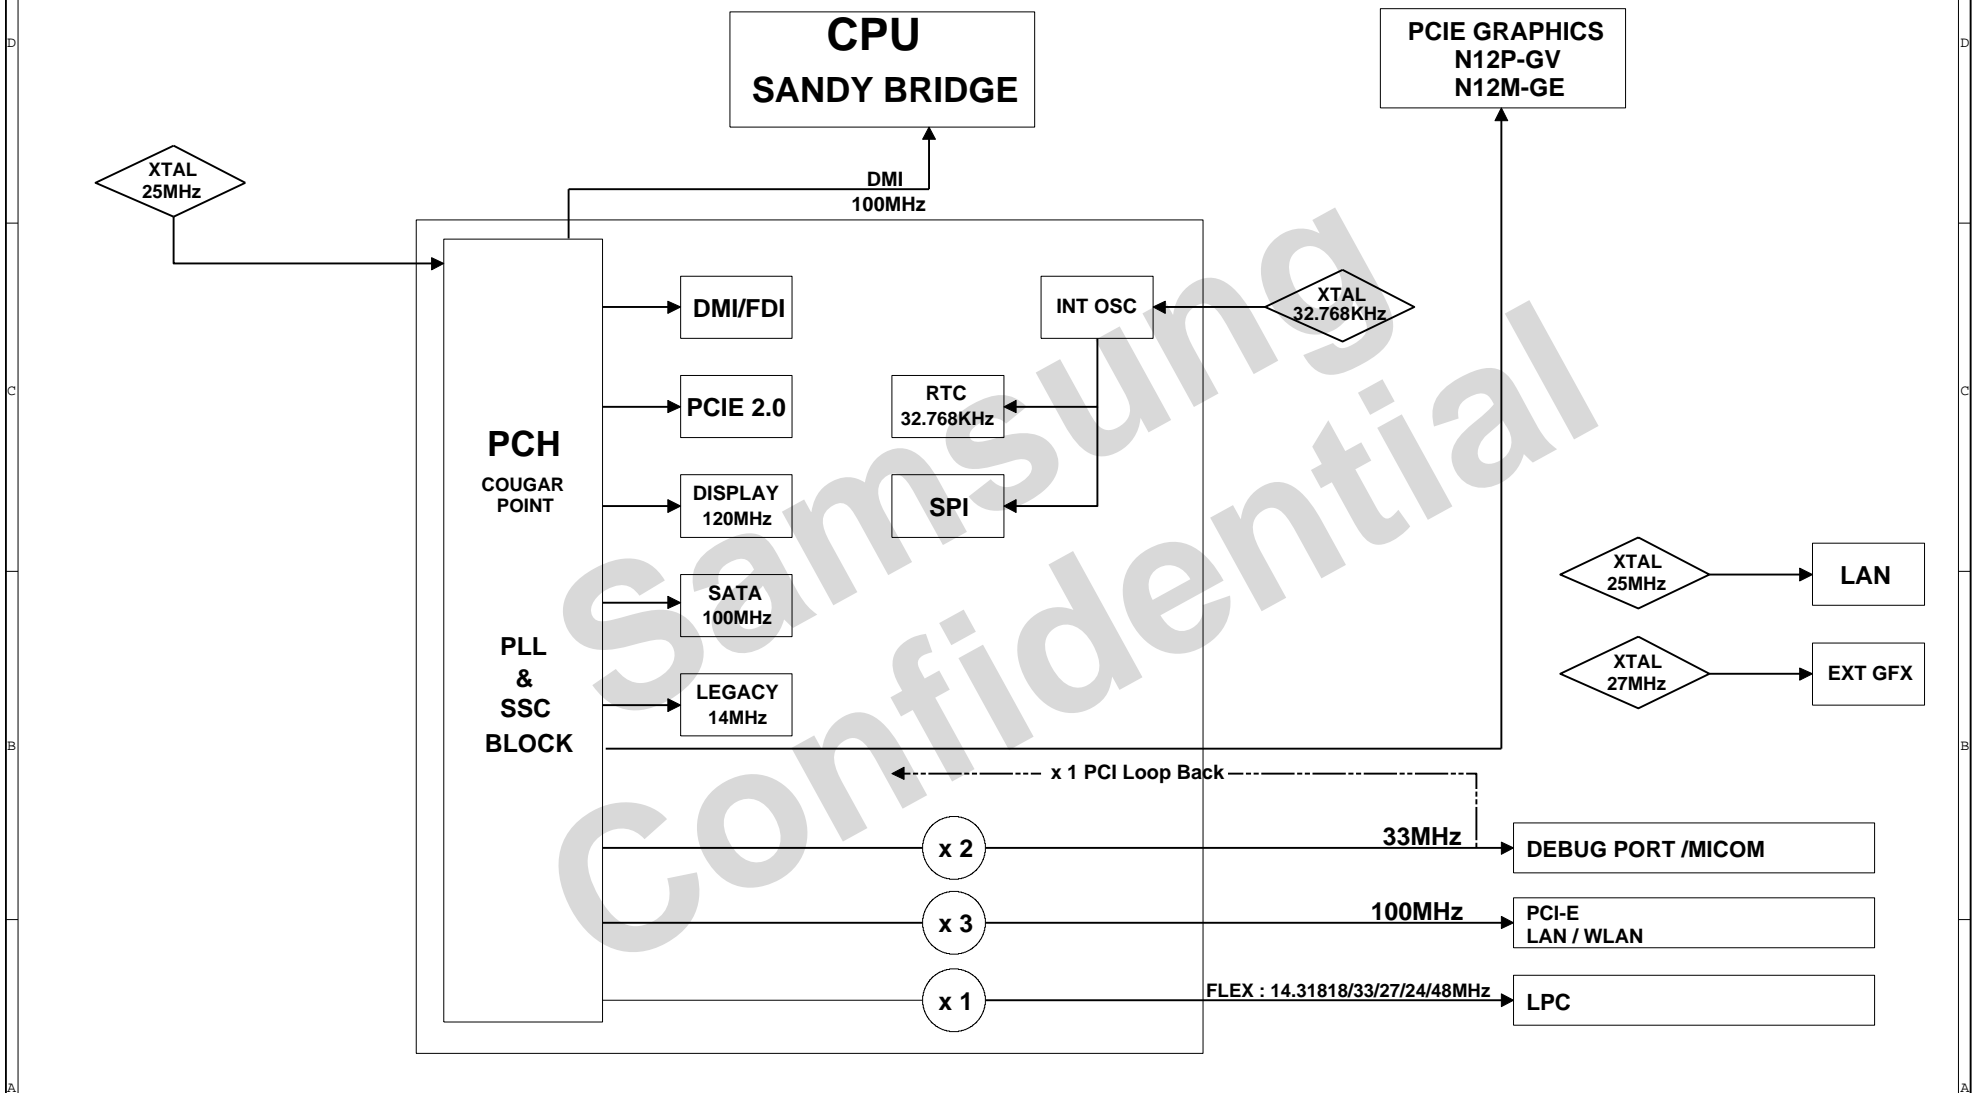 CPU
SANDY BRIDGE
PCIE GRAPHICS
N12P-GV
N12M-GE
D
D
XTAL
25MHz
DMI
100MHz
DMI/FDI
INT OSC
XTAL
32.768KHz
C
C
PCIE 2.0
RTC
32.768KHz
PCH
COUGAR
POINT
DISPLAY
120MHz
SPI
SATA
100MHz
XTAL
25MHz
LAN
PLL
&
SSC
BLOCK
LEGACY
14MHz
XTAL
27MHz
EXT GFX
B
B
x 1 PCI Loop Back
x 2
33MHz
DEBUG PORT /MICOM
x 3
100MHz
PCI-E
LAN / WLAN
x 1
FLEX : 14.31818/33/27/24/48MHz
LPC
A
A
Samsung
Confidential